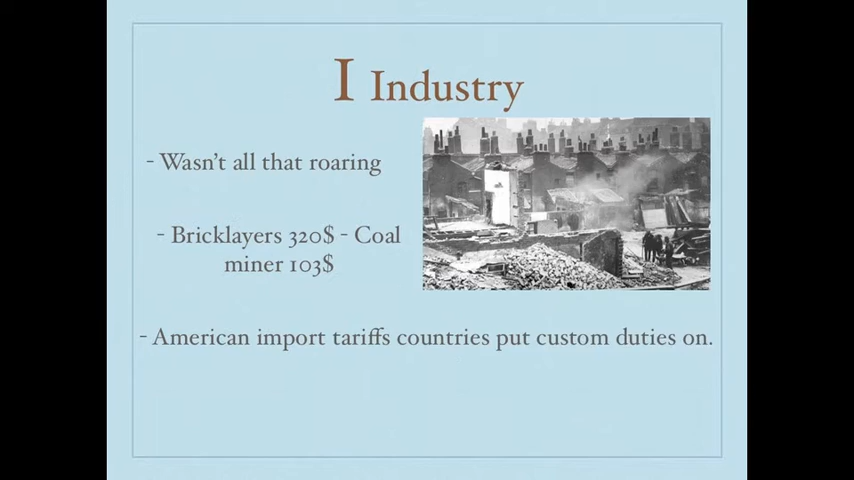 I Industry
- Wasn't all that roaring
- Bricklayers 320$ - Coal
miner 103$
- American import tariffs countries put custom duties on.